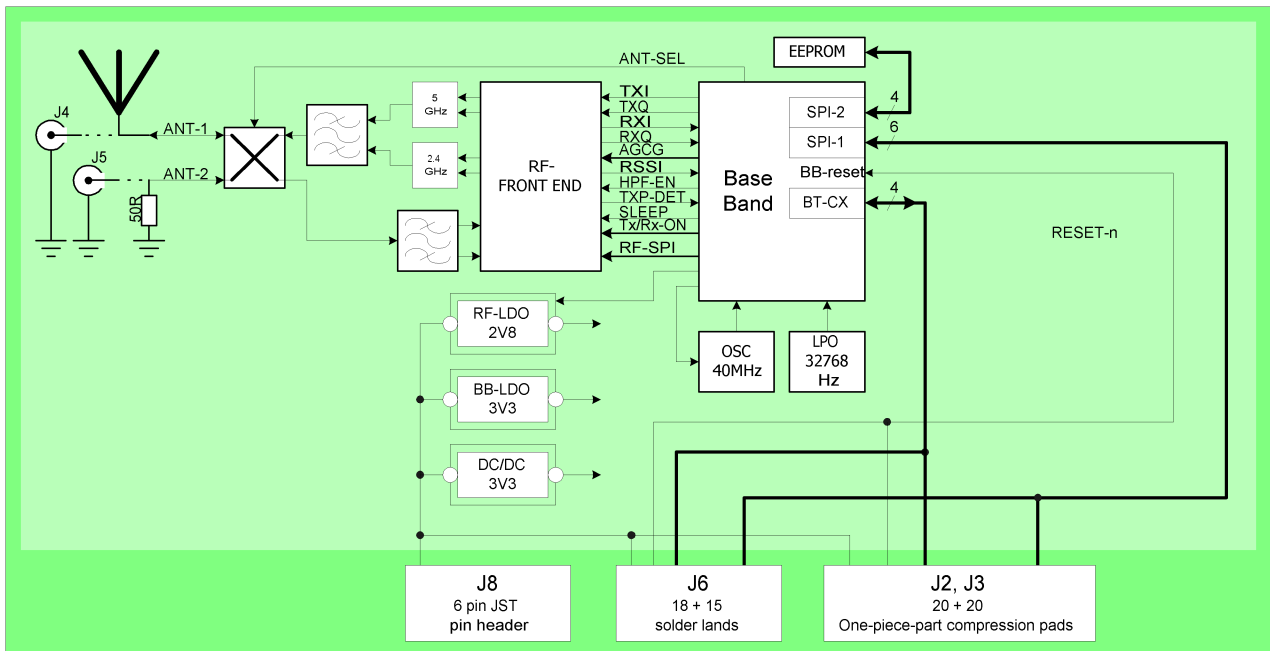 EEPROM
ANT-SEL
J4
ANT-1
J5
ANT-2
50R
5
GHz
2.4
GHz
RF-
FRONT END
TXI
TXQ
RXI
RXQ
AGCG
RSSI
HPF-EN
TXP-DET
SLEEP
Tx/Rx-ON
RF-SPI
Base
Band
SPI-2
4
SPI-1
6
BB-reset
BT-CX
4
RESET-n
RF-LDO
2V8
BB-LDO
3V3
DC/DC
3V3
OSC
40MHz
LPO
32768
Hz
J8
6 pin JST
pin header
J6
18 + 15
solder lands
J2, J3
20 + 20
One-piece-part compression pads